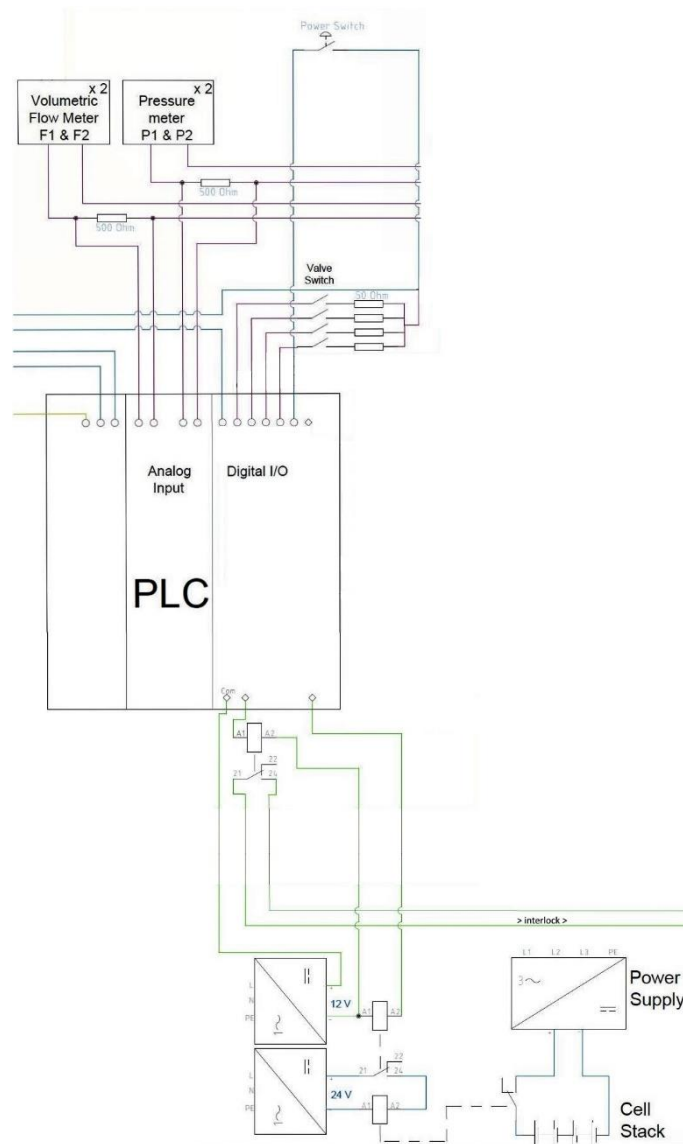 Power Switch
x 2
Volumetric
Flow Meter
F1 & F2
x 2
Pressure
meter
P1 & P2
500 Ohm
500 Ohm
Valve
Switch
50 Ohm
Analog
Input
Digital I/O
PLC
Com
A1
A2
22
21
24
> interlock >
L1
L2
L3
PE
3
Power
Supply
L
N
PE
12 V
+
-
1
A1
A2
22
21
24
L
N
PE
24 V
+
-
1
A1
A2
Cell
Stack